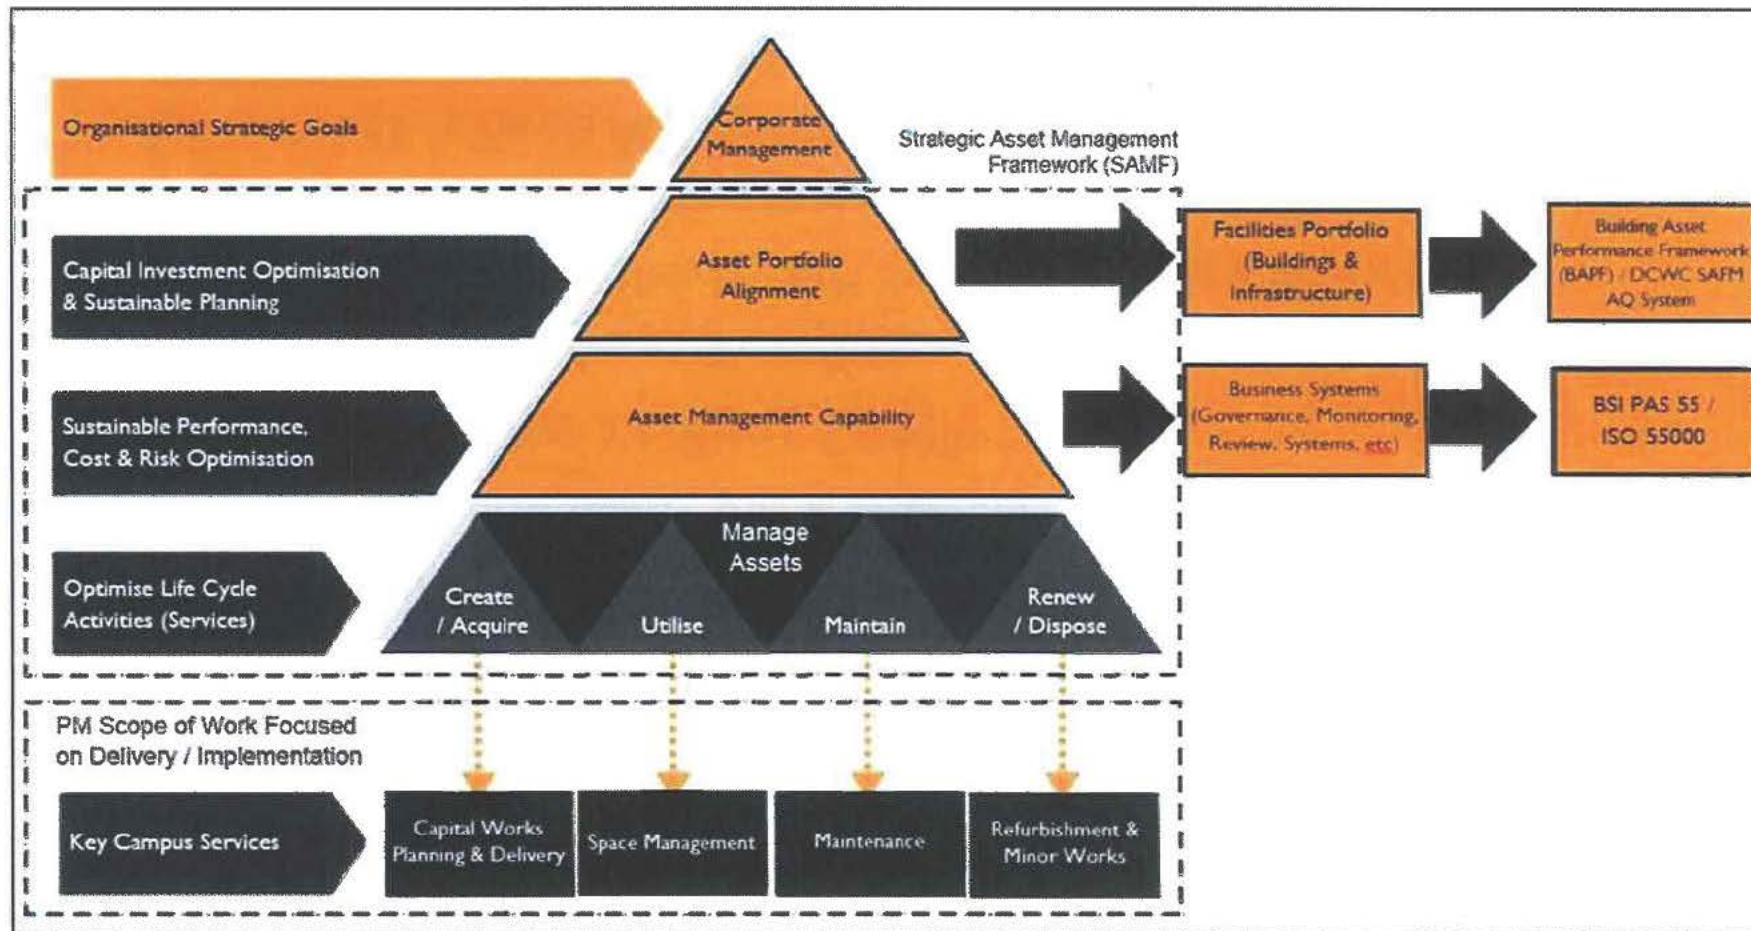 Organisational Strategic Goals
Corporate
Management
Strategic Asset Management
Framework (SAMF)
Capital Investment Optimisation
& Sustainable Planning
Asset Portfolio
Alignment
Facilities Portfolio
(Buildings &
Infrastructure)
Building Asset
Performance Framework
(BAPF) / DCWC SAFM
AQ System
Sustainable Performance,
Cost & Risk Optimisation
Asset Management Capability
Business Systems
(Governance, Monitoring,
Review, Systems, etc)
BSI PAS 55 /
ISO 55000
Optimise Life Cycle
Activities (Services)
Manage
Assets
Create
/ Acquire
Utilise
Maintain
Renew
/ Dispose
PM Scope of Work Focused
on Delivery / Implementation
Key Campus Services
Capital Works
Planning & Delivery
Space Management
Maintenance
Refurbishment &
Minor Works